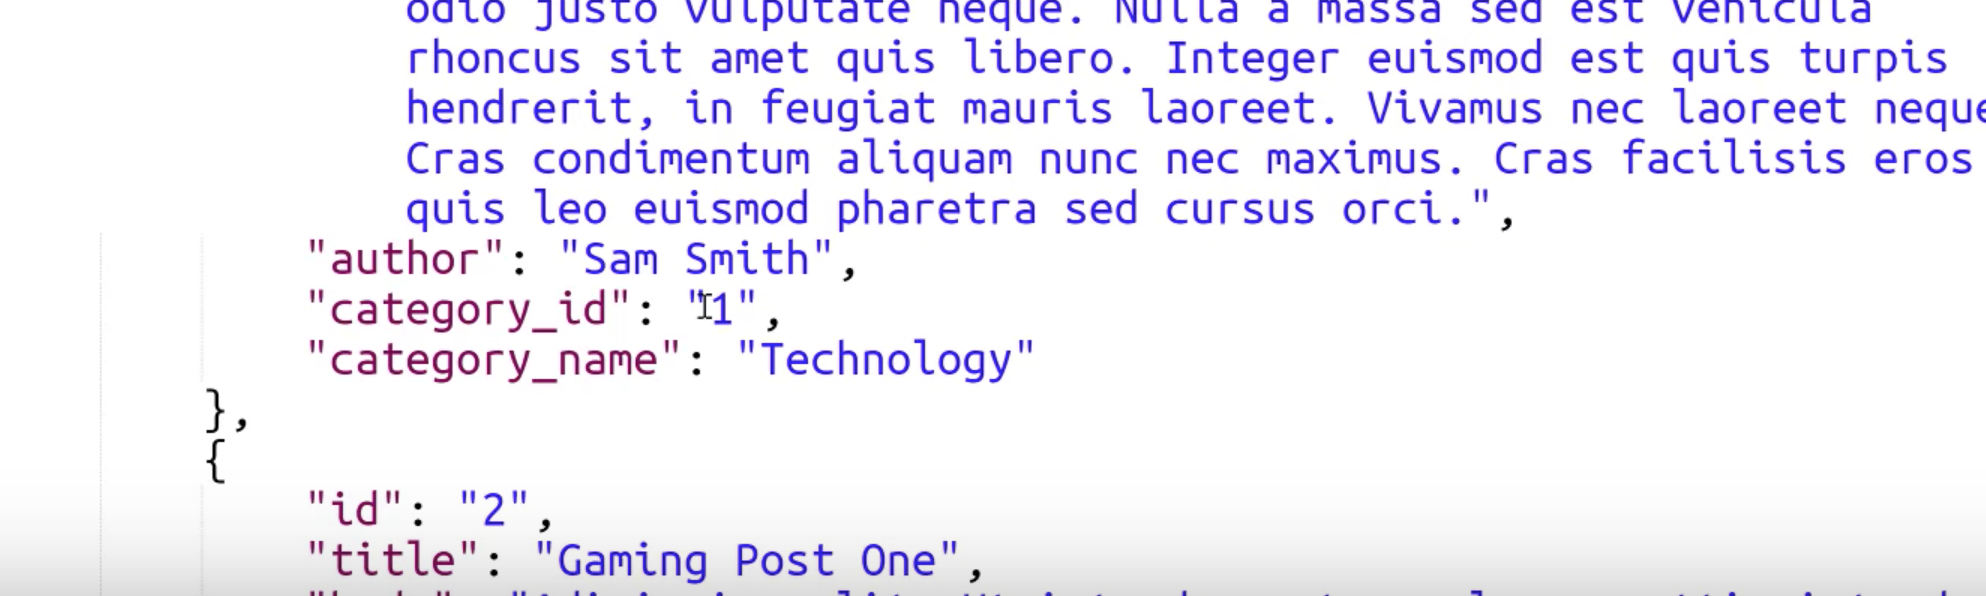 odio justo vulputate neque. Nulla a massa sed est vehicula
rhoncus sit amet quis libero. Integer euismod est quis turpis
hendrerit, in feugiat mauris laoreet. Vivamus nec laoreet neque
Cras condimentum aliquam nunc nec maximus. Cras facilisis eros
quis leo euismod pharetra sed cursus orci.",
"author": "Sam Smith",
"category_id": "1",
"category_name": "Technology"
},
{
"id": "2",
"title": "Gaming Post One",